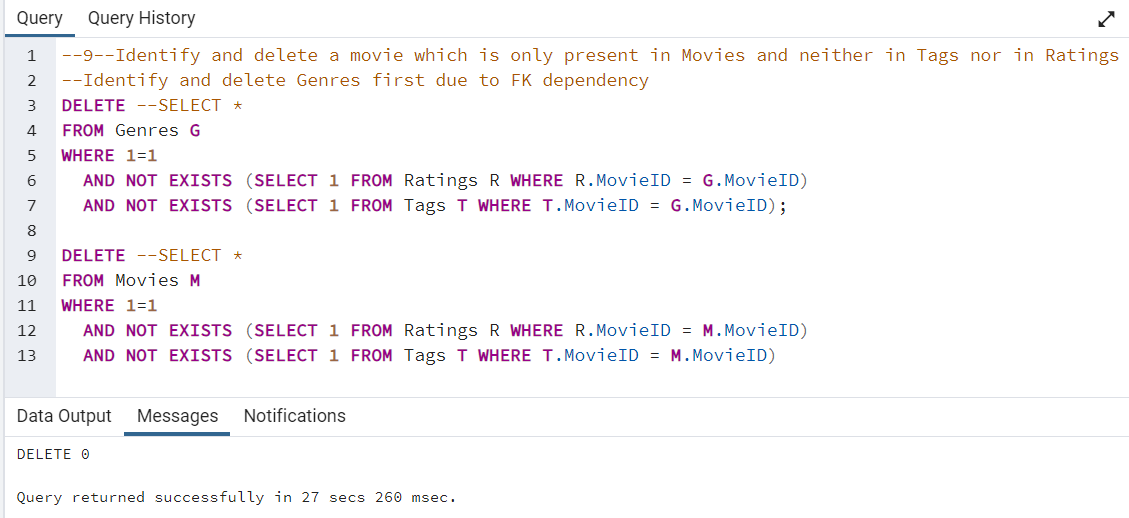 Query Query History
1 --9--Identify and delete a movie which is only present in Movies and neither in Tags nor in Ratings
2 --Identify and delete Genres first due to FK dependency
3 DELETE --SELECT *
4 FROM Genres G
5 WHERE 1=1
6 AND NOT EXISTS (SELECT 1 FROM Ratings R WHERE R.MovieID = G.MovieID)
7 AND NOT EXISTS (SELECT 1 FROM Tags T WHERE T.MovieID = G.MovieID);
8
9 DELETE --SELECT *
10 FROM Movies M
11 WHERE 1=1
12 AND NOT EXISTS (SELECT 1 FROM Ratings R WHERE R.MovieID = M.MovieID)
13 AND NOT EXISTS (SELECT 1 FROM Tags T WHERE T.MovieID = M.MovieID)
Data Output Messages Notifications
DELETE 0
Query returned successfully in 27 secs 260 msec.